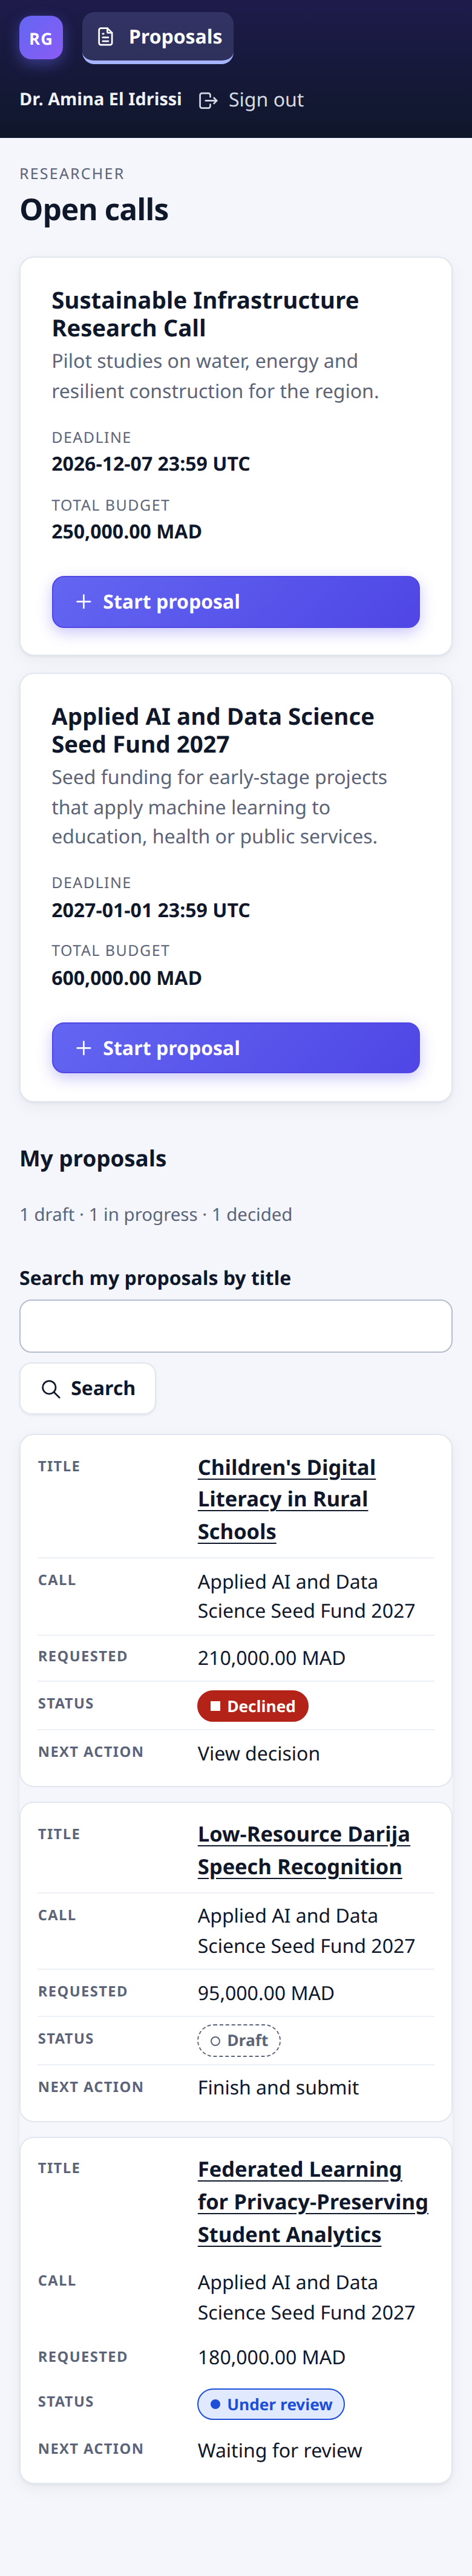 RG
Proposals
Dr. Amina El Idrissi
Sign out
RESEARCHER
Open calls
Sustainable Infrastructure
Research Call
Pilot studies on water, energy and
resilient construction for the region.
DEADLINE
2026-12-07 23:59 UTC
TOTAL BUDGET
250,000.00 MAD
Start proposal
Applied AI and Data Science
Seed Fund 2027
Seed funding for early-stage projects
that apply machine learning to
education, health or public services.
DEADLINE
2027-01-01 23:59 UTC
TOTAL BUDGET
600,000.00 MAD
Start proposal
My proposals
1 draft · 1 in progress · 1 decided
Search my proposals by title
Search
TITLE
Children's Digital
Literacy in Rural
Schools
CALL
Applied AI and Data
Science Seed Fund 2027
REQUESTED
210,000.00 MAD
STATUS
Declined
NEXT ACTION
View decision
TITLE
Low-Resource Darija
Speech Recognition
CALL
Applied AI and Data
Science Seed Fund 2027
REQUESTED
95,000.00 MAD
STATUS
Draft
NEXT ACTION
Finish and submit
TITLE
Federated Learning
for Privacy-Preserving
Student Analytics
CALL
Applied AI and Data
Science Seed Fund 2027
REQUESTED
180,000.00 MAD
STATUS
Under review
NEXT ACTION
Waiting for review